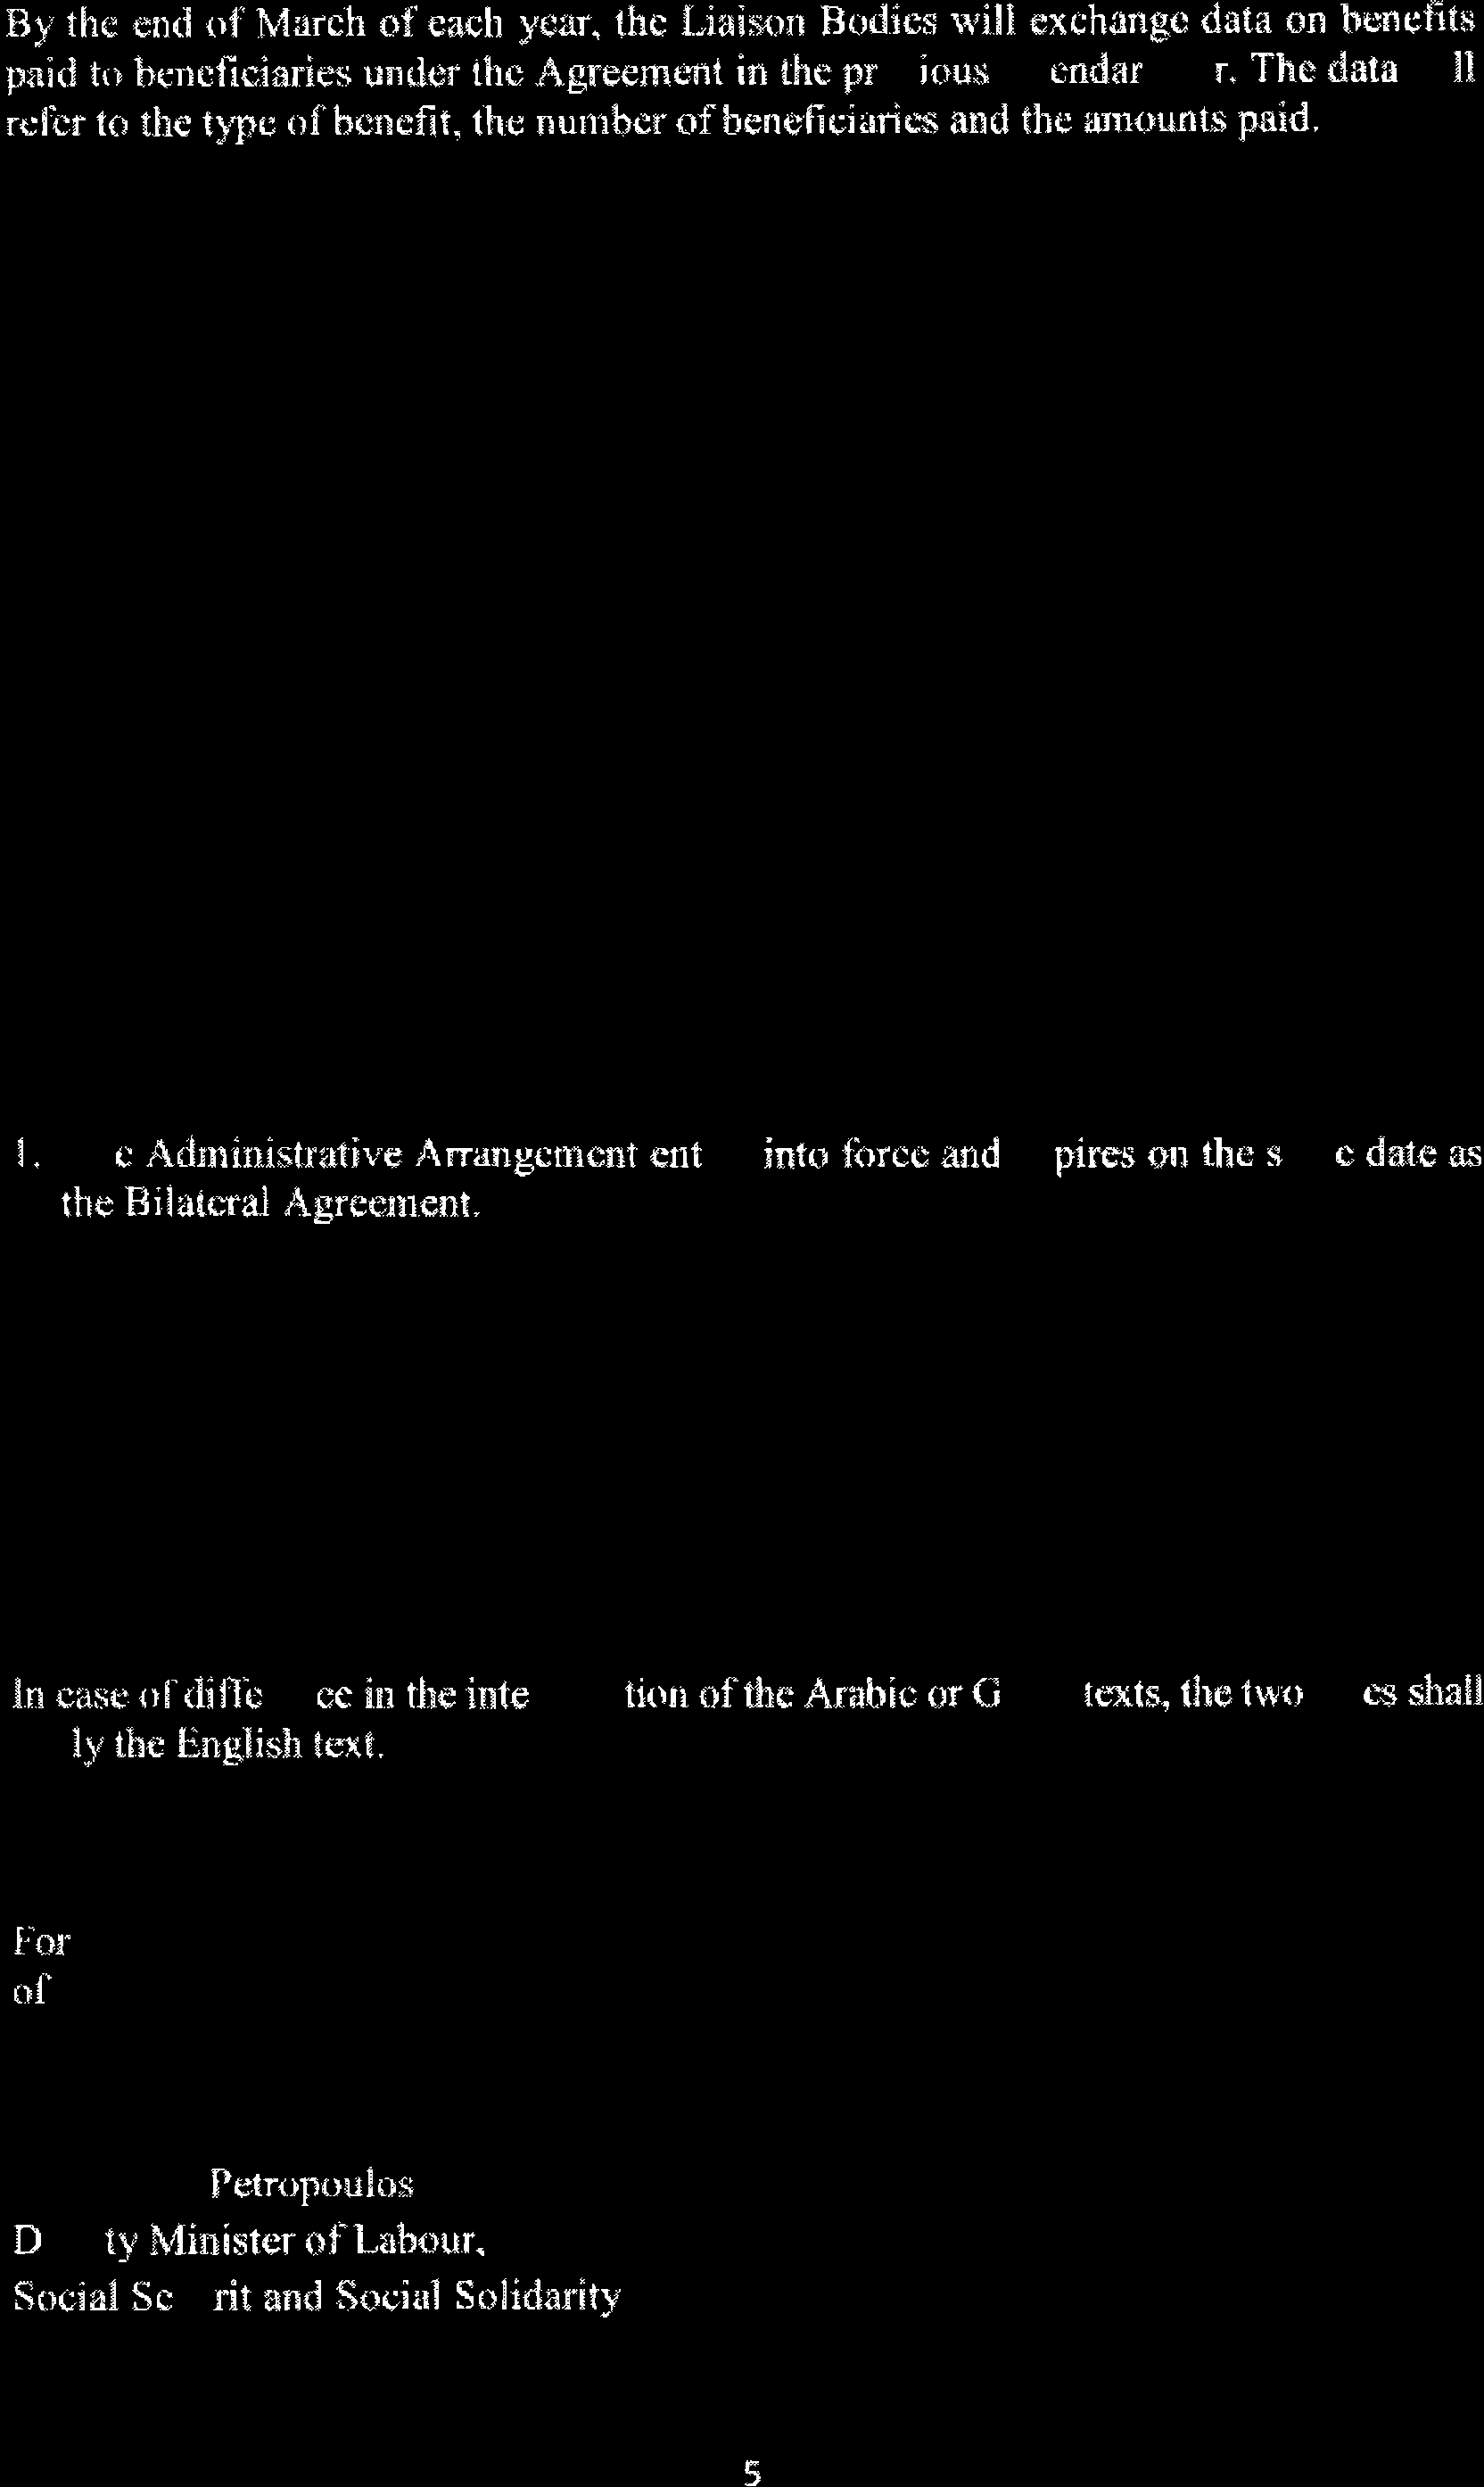 By the end of March of each year, the Liaison Bodies will exchange data on benefits
paid to beneficiaries under the Agreement in the pr ious endar r. The data ll
refer to the type of benefit, the number of beneficiaries and the amounts paid.
1. e Administrative Arrangement ent into force and pires on the s e date as
the Bilateral Agreement.
In case of diffe ce in the inte tion of the Arabic or G texts, the two es shall
ly the English text.
For
of
Petropoulos
D ty Minister of Labour,
Social Se rit and Social Solidarity
5